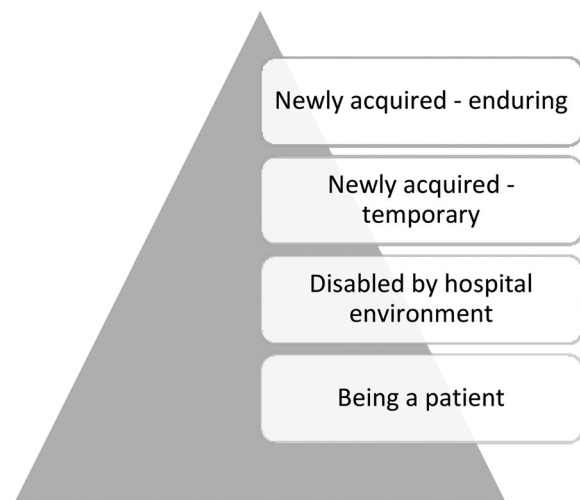 Newly acquired - enduring
Newly acquired -
temporary
Disabled by hospital
environment
Being a patient